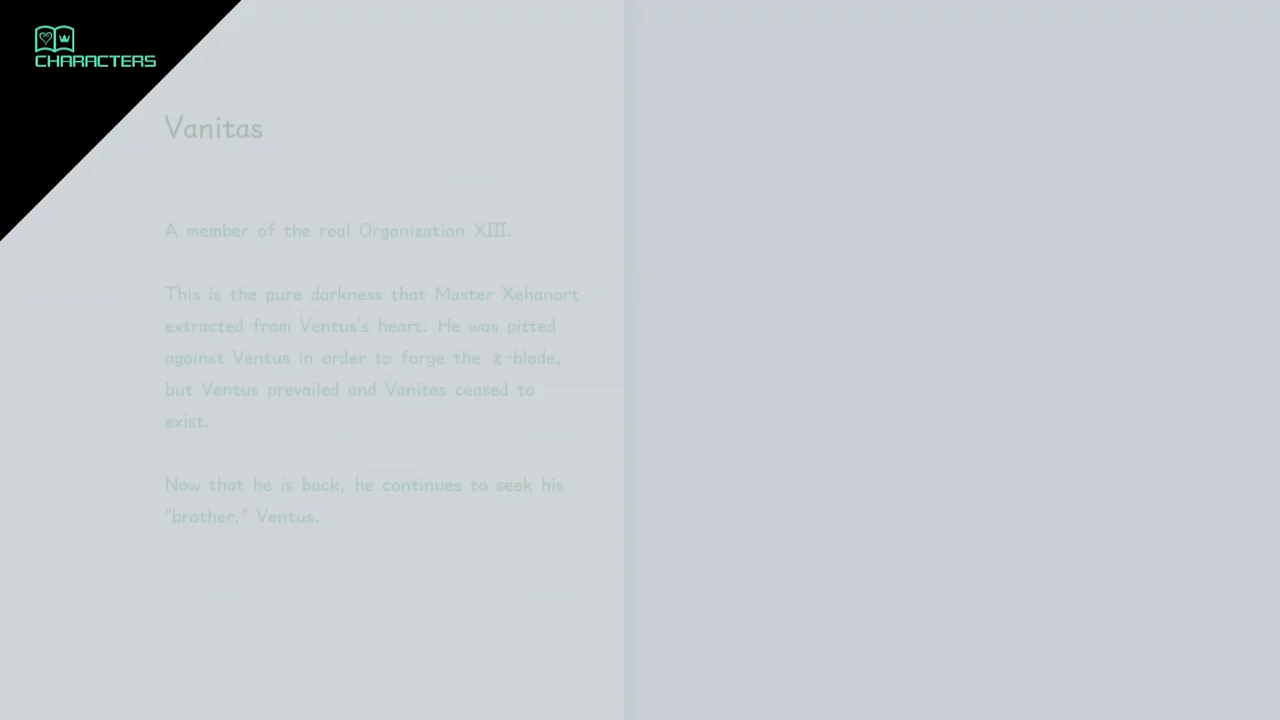 CHARACTERS
Vanitas
A member of the real Organization XIII.
This is the pure darkness that Master Xehanort
extracted from Ventus's heart. He was pitted
against Ventus in order to forge the χ-blade,
but Ventus prevailed and Vanitas ceased to
exist.
Now that he is back, he continues to seek his
"brother," Ventus.